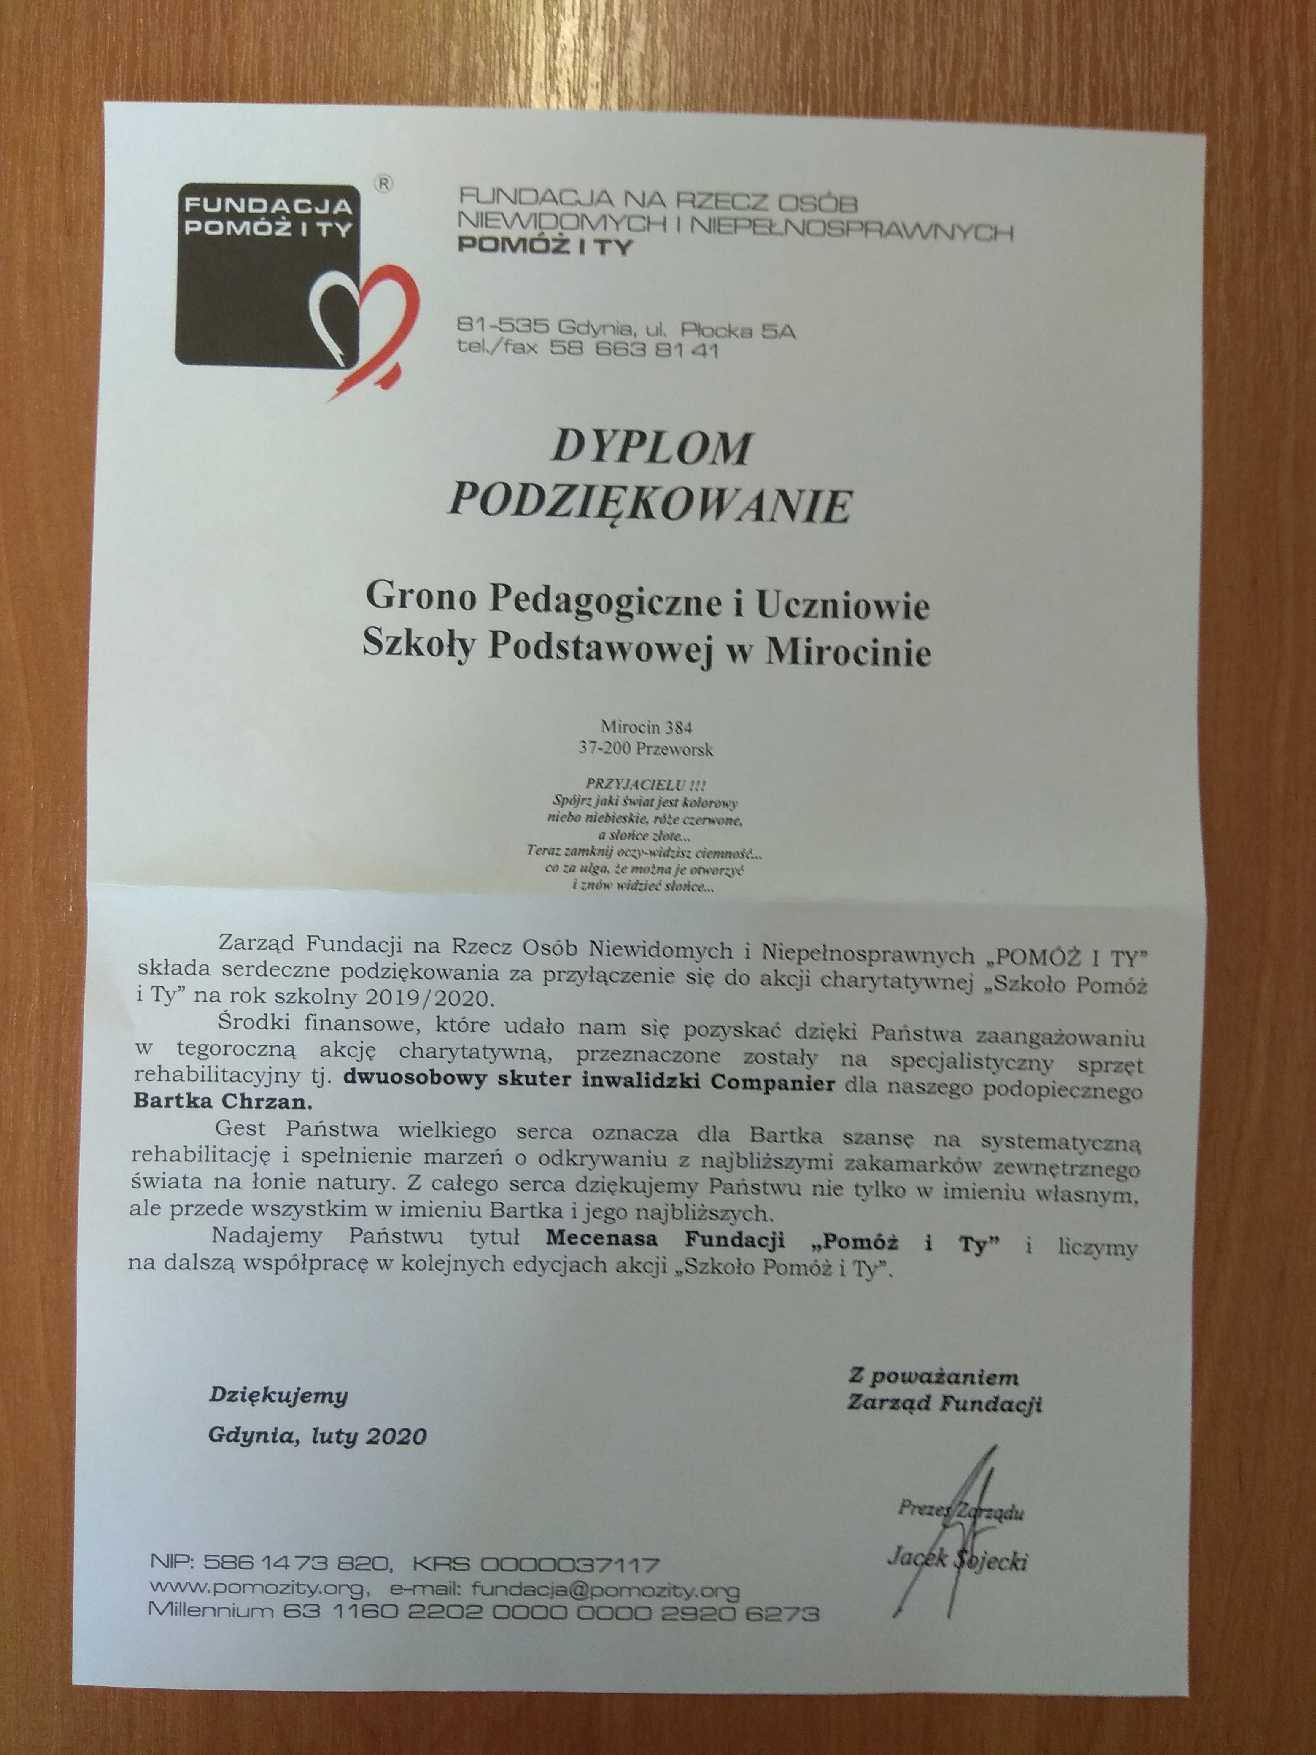 FUNDACJA
POMÓŻ I TY
®
FUNDACJA NA RZECZ OSÓB
NIEWIDOMYCH I NIEPEŁNOSPRAWNYCH
POMÓŻ I TY
81-535 Gdynia, ul. Płocka 5A
tel./fax 58 663 81 41
DYPLOM
PODZIĘKOWANIE
Grono Pedagogiczne i Uczniowie
Szkoły Podstawowej w Mirocinie
Mirocin 384
37-200 Przeworsk
PRZYJACIELU !!!
Spójrz jaki świat jest kolorowy
niebo niebieskie, róże czerwone,
a słońce złote...
Teraz zamknij oczy-widzisz ciemność...
co za ulga, że można je otworzyć
i znów widzieć słońce...
Zarząd Fundacji na Rzecz Osób Niewidomych i Niepełnosprawnych „POMÓŻ I TY”
składa serdeczne podziękowania za przyłączenie się do akcji charytatywnej „Szkoło Pomóż
i Ty” na rok szkolny 2019/2020.
Środki finansowe, które udało nam się pozyskać dzięki Państwa zaangażowaniu
w tegoroczną akcję charytatywną, przeznaczone zostały na specjalistyczny sprzęt
rehabilitacyjny tj. dwuosobowy skuter inwalidzki Companier dla naszego podopiecznego
Bartka Chrzan.
Gest Państwa wielkiego serca oznacza dla Bartka szansę na systematyczną
rehabilitację i spełnienie marzeń o odkrywaniu z najbliższymi zakamarków zewnętrznego
świata na łonie natury. Z całego serca dziękujemy Państwu nie tylko w imieniu własnym,
ale przede wszystkim w imieniu Bartka i jego najbliższych.
Nadajemy Państwu tytuł Mecenasa Fundacji „Pomóż i Ty” i liczymy
na dalszą współpracę w kolejnych edycjach akcji „Szkoło Pomóż i Ty”.
Dziękujemy
Gdynia, luty 2020
Z poważaniem
Zarząd Fundacji
Prezes Zarządu
Jacek Sojecki
NIP: 586 14 73 820, KRS 0000037117
www.pomozity.org, e-mail: fundacja@pomozity.org
Millennium 63 1160 2202 0000 0000 2920 6273